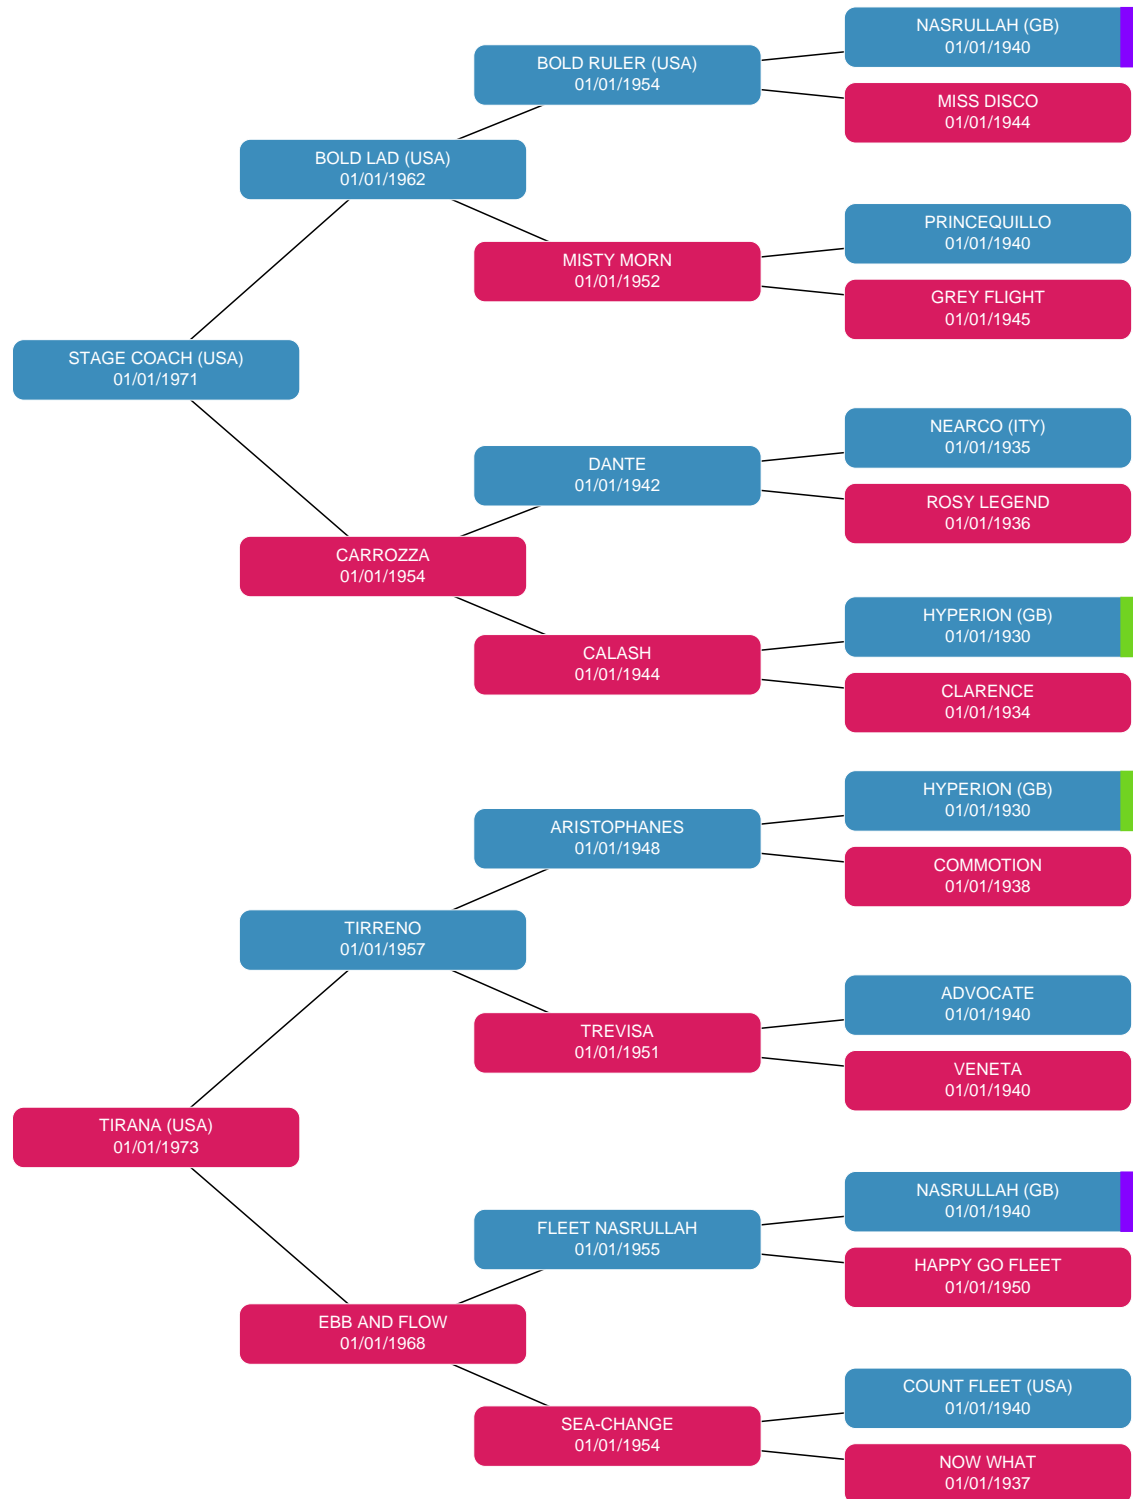 NASRULLAH (GB)
01/01/1940
BOLD RULER (USA)
01/01/1954
MISS DISCO
01/01/1944
BOLD LAD (USA)
01/01/1962
PRINCEQUILLO
01/01/1940
MISTY MORN
01/01/1952
GREY FLIGHT
01/01/1945
STAGE COACH (USA)
01/01/1971
NEARCO (ITY)
01/01/1935
DANTE
01/01/1942
ROSY LEGEND
01/01/1936
CARROZZA
01/01/1954
HYPERION (GB)
01/01/1930
CALASH
01/01/1944
CLARENCE
01/01/1934
HYPERION (GB)
01/01/1930
ARISTOPHANES
01/01/1948
COMMOTION
01/01/1938
TIRRENO
01/01/1957
ADVOCATE
01/01/1940
TREVISA
01/01/1951
VENETA
01/01/1940
TIRANA (USA)
01/01/1973
NASRULLAH (GB)
01/01/1940
FLEET NASRULLAH
01/01/1955
HAPPY GO FLEET
01/01/1950
EBB AND FLOW
01/01/1968
COUNT FLEET (USA)
01/01/1940
SEA-CHANGE
01/01/1954
NOW WHAT
01/01/1937